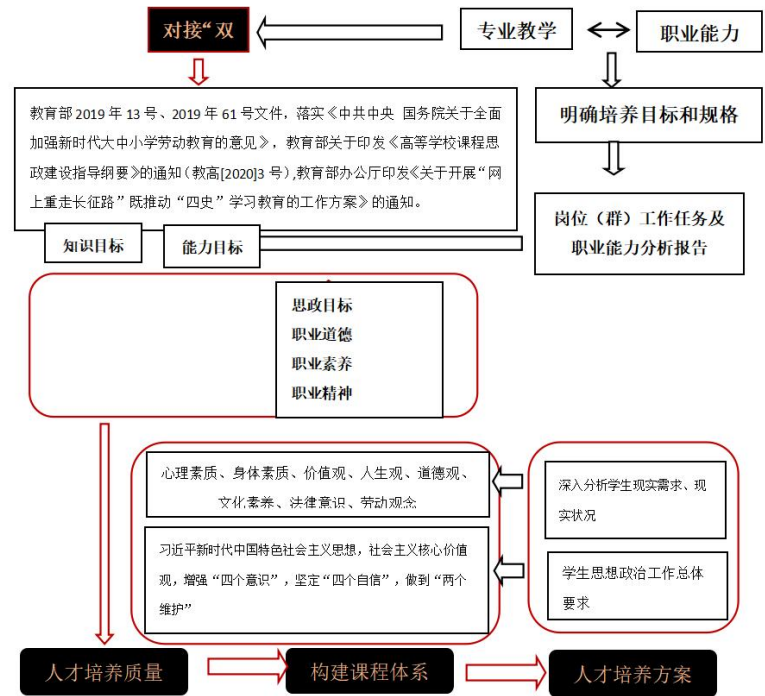 对接“双
专业教学
职业能力
教育部 2019 年 13 号、2019 年 61 号文件，落实《中共中央 国务院关于全面
加强新时代大中小学劳动教育的意见》，教育部关于印发《高等学校课程思
政建设指导纲要》的通知（教高[2020]3 号）,教育部办公厅印发《关于开展“网
上重走长征路”既推动“四史”学习教育的工作方案》的通知。
明确培养目标和规格
岗位（群）工作任务及
职业能力分析报告
知识目标
能力目标
思政目标
职业道德
职业素养
职业精神
心理素质、身体素质、价值观、人生观、道德观、
文化素养、法律意识、劳动观念
深入分析学生现实需求、现
实状况
习近平新时代中国特色社会主义思想，社会主义核心价值
观，增强“四个意识”，坚定“四个自信”，做到“两个
维护”
学生思想政治工作总体
要求
人才培养质量
构建课程体系
人才培养方案